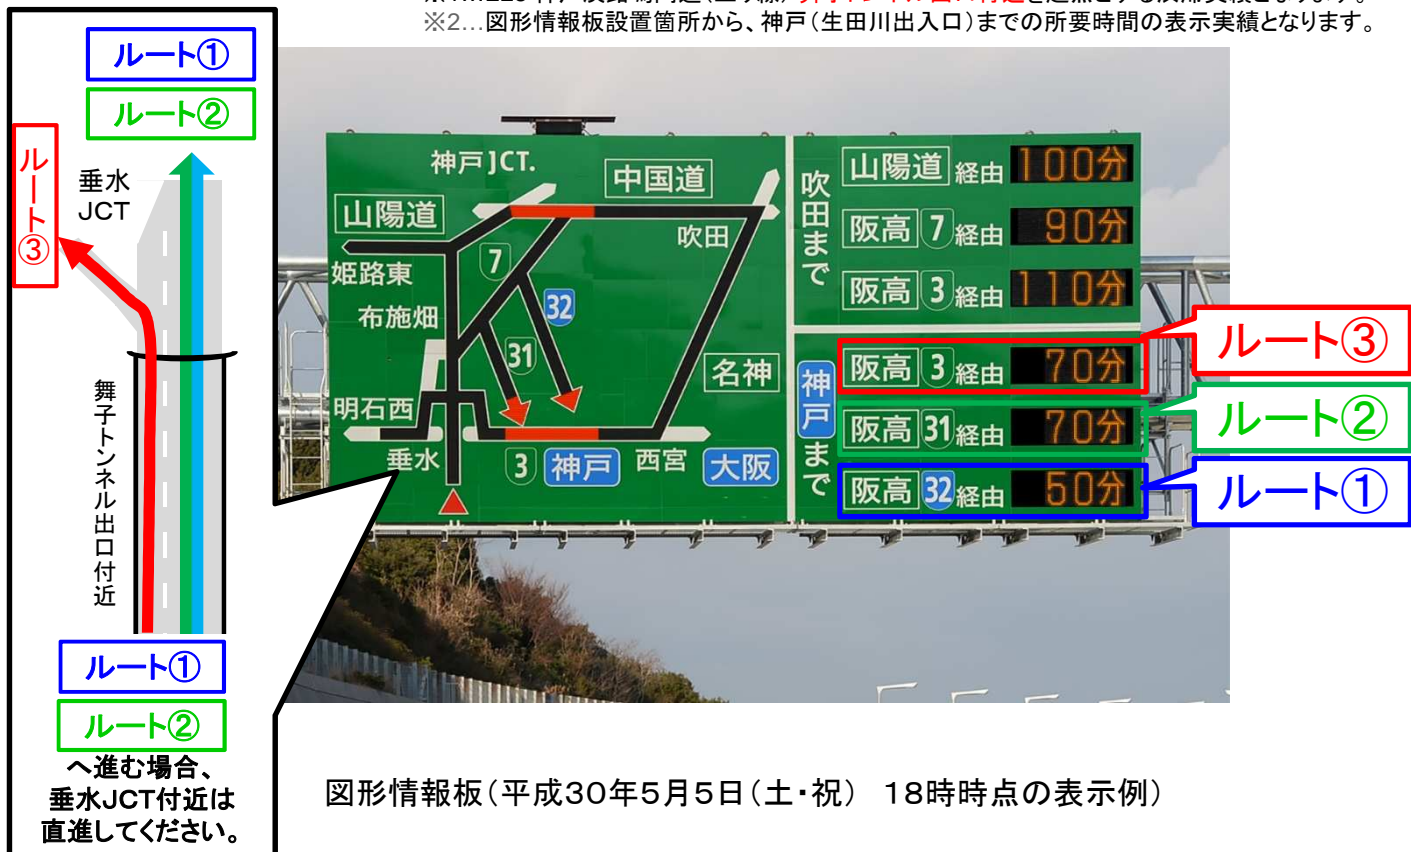 ※2…図形情報板設置箇所から、神戸(生田川出入口)までの所要時間の表示実績となります。
ルート①
ルート②
ルート③
垂水
JCT
舞子トンネル出口付近
ルート①
ルート②
へ進む場合、
垂水JCT付近は
直進してください。
神戸JCT.
中国道
山陽道
吹田
姫路東
7
布施畑
32
31
名神
明石西
垂水
3 神戸 西宮 大阪
吹田まで
山陽道 経由 100分
阪高 7 経由 90分
阪高 3 経由 110分
神戸まで
阪高 3 経由 70分
阪高 31 経由 70分
阪高 32 経由 50分
ルート③
ルート②
ルート①
図形情報板(平成30年5月5日(土・祝) 18時時点の表示例)